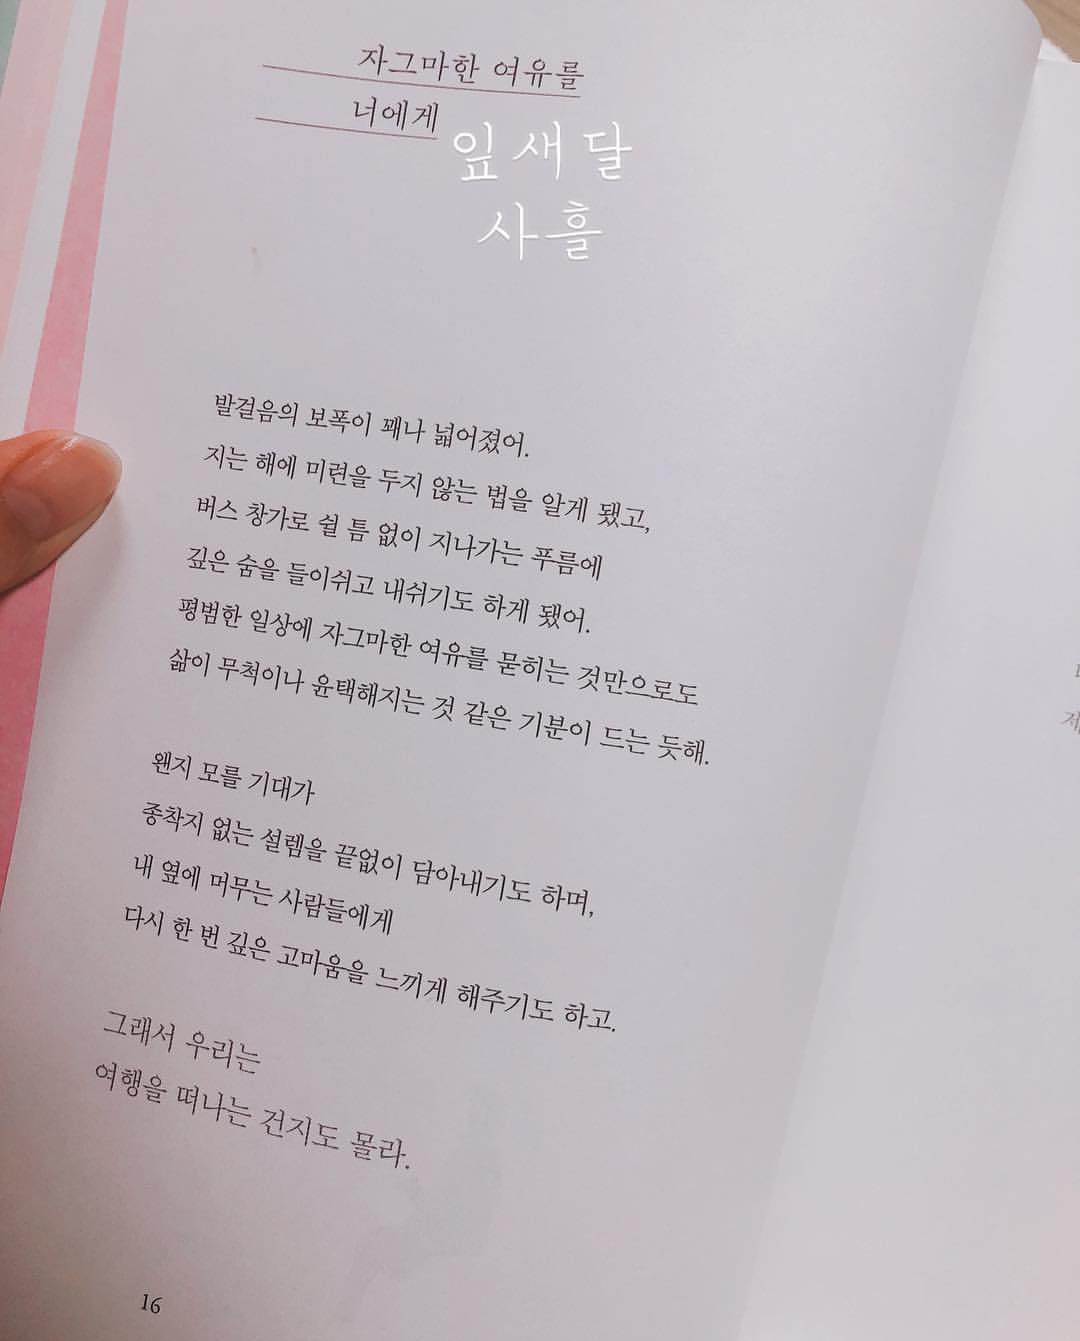 자그마한 여유를
너에게
잎새달
사흘
발걸음의 보폭이 꽤나 넓어졌어.
지는 해에 미련을 두지 않는 법을 알게 됐고,
버스 창가로 쉴 틈 없이 지나가는 푸름에
깊은 숨을 들이쉬고 내쉬기도 하게 됐어.
평범한 일상에 자그마한 여유를 묻히는 것만으로도
삶이 무척이나 윤택해지는 것 같은 기분이 드는 듯해.
왠지 모를 기대가
종착지 없는 설렘을 끝없이 담아내기도 하며,
내 옆에 머무는 사람들에게
다시 한 번 깊은 고마움을 느끼게 해주기도 하고.
그래서 우리는
여행을 떠나는 건지도 몰라.
16